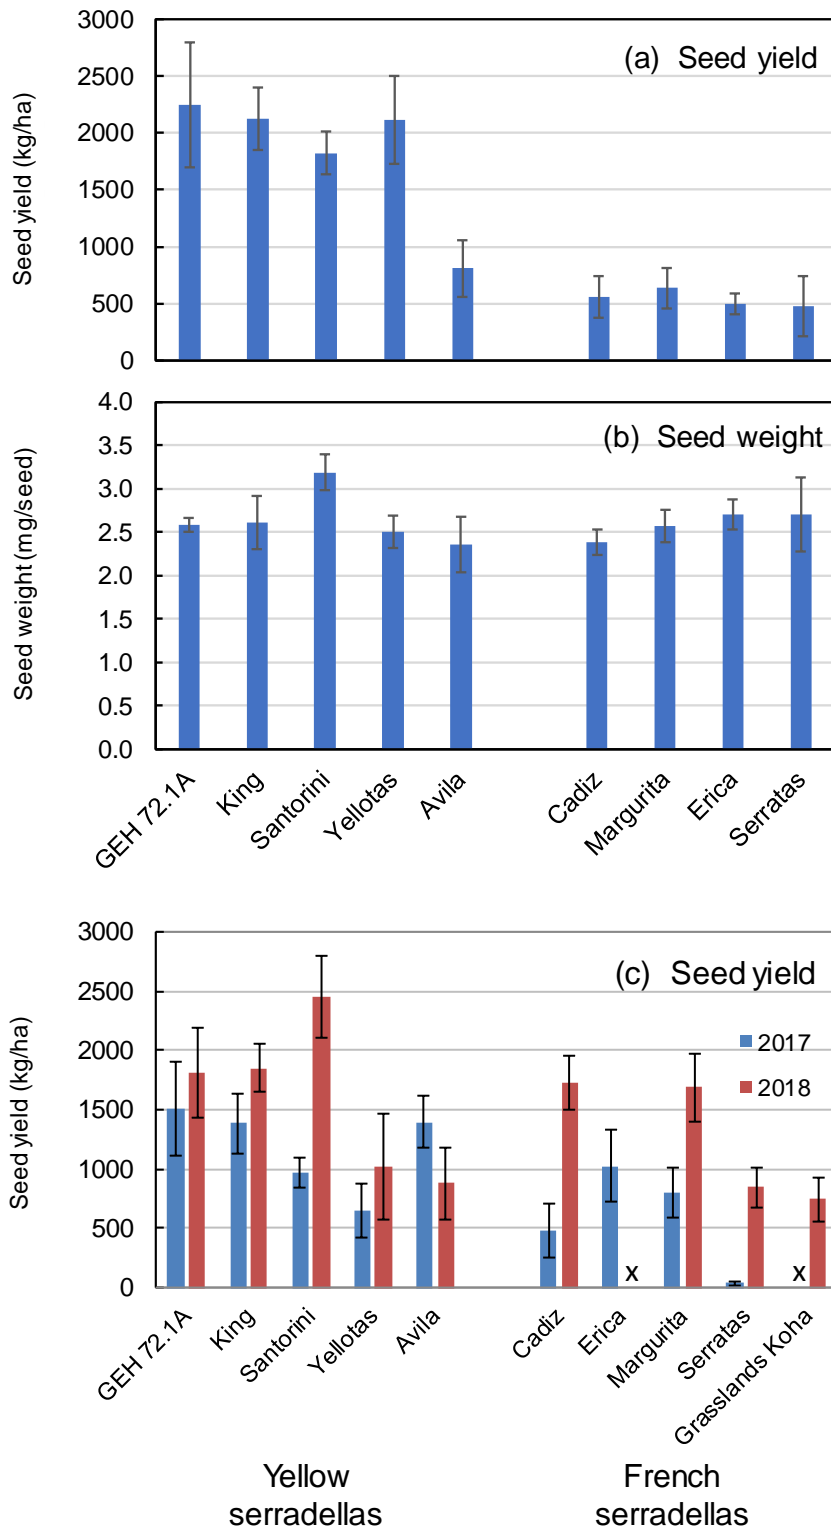 (a) Seed yield
Seed yield (kg/ha)
3000
2500
2000
1500
1000
500
0
(b) Seed weight
Seed weight (mg/seed)
4.0
3.5
3.0
2.5
2.0
1.5
1.0
0.5
0.0
GEH 72.1A
King
Santorini
Yellotas
Avila
Cadiz
Margurita
Erica
Serratas
(c) Seed yield
Seed yield (kg/ha)
3000
2500
2000
1500
1000
500
0
2017
2018
x
x
GEH 72.1A
King
Santorini
Yellotas
Avila
Cadiz
Erica
Margurita
Serratas
Grasslands Koha
Yellow
serradellas
French
serradellas